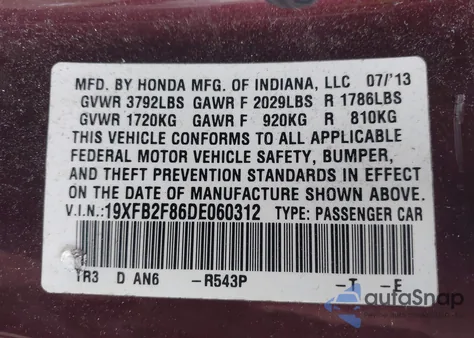 MFD. BY HONDA MFG. OF INDIANA, LLC 07/'13
GVWR 3792LBS GAWR F 2029LBS R 1786LBS
GVWR 1720KG GAWR F 920KG R 810KG
THIS VEHICLE CONFORMS TO ALL APPLICABLE
FEDERAL MOTOR VEHICLE SAFETY, BUMPER,
AND THEFT PREVENTION STANDARDS IN EFFECT
ON THE DATE OF MANUFACTURE SHOWN ABOVE.
V.I.N.: 19XFB2F86DE060312 TYPE: PASSENGER CAR
TR3 D AN6 -R543P -T -E
autoSnap